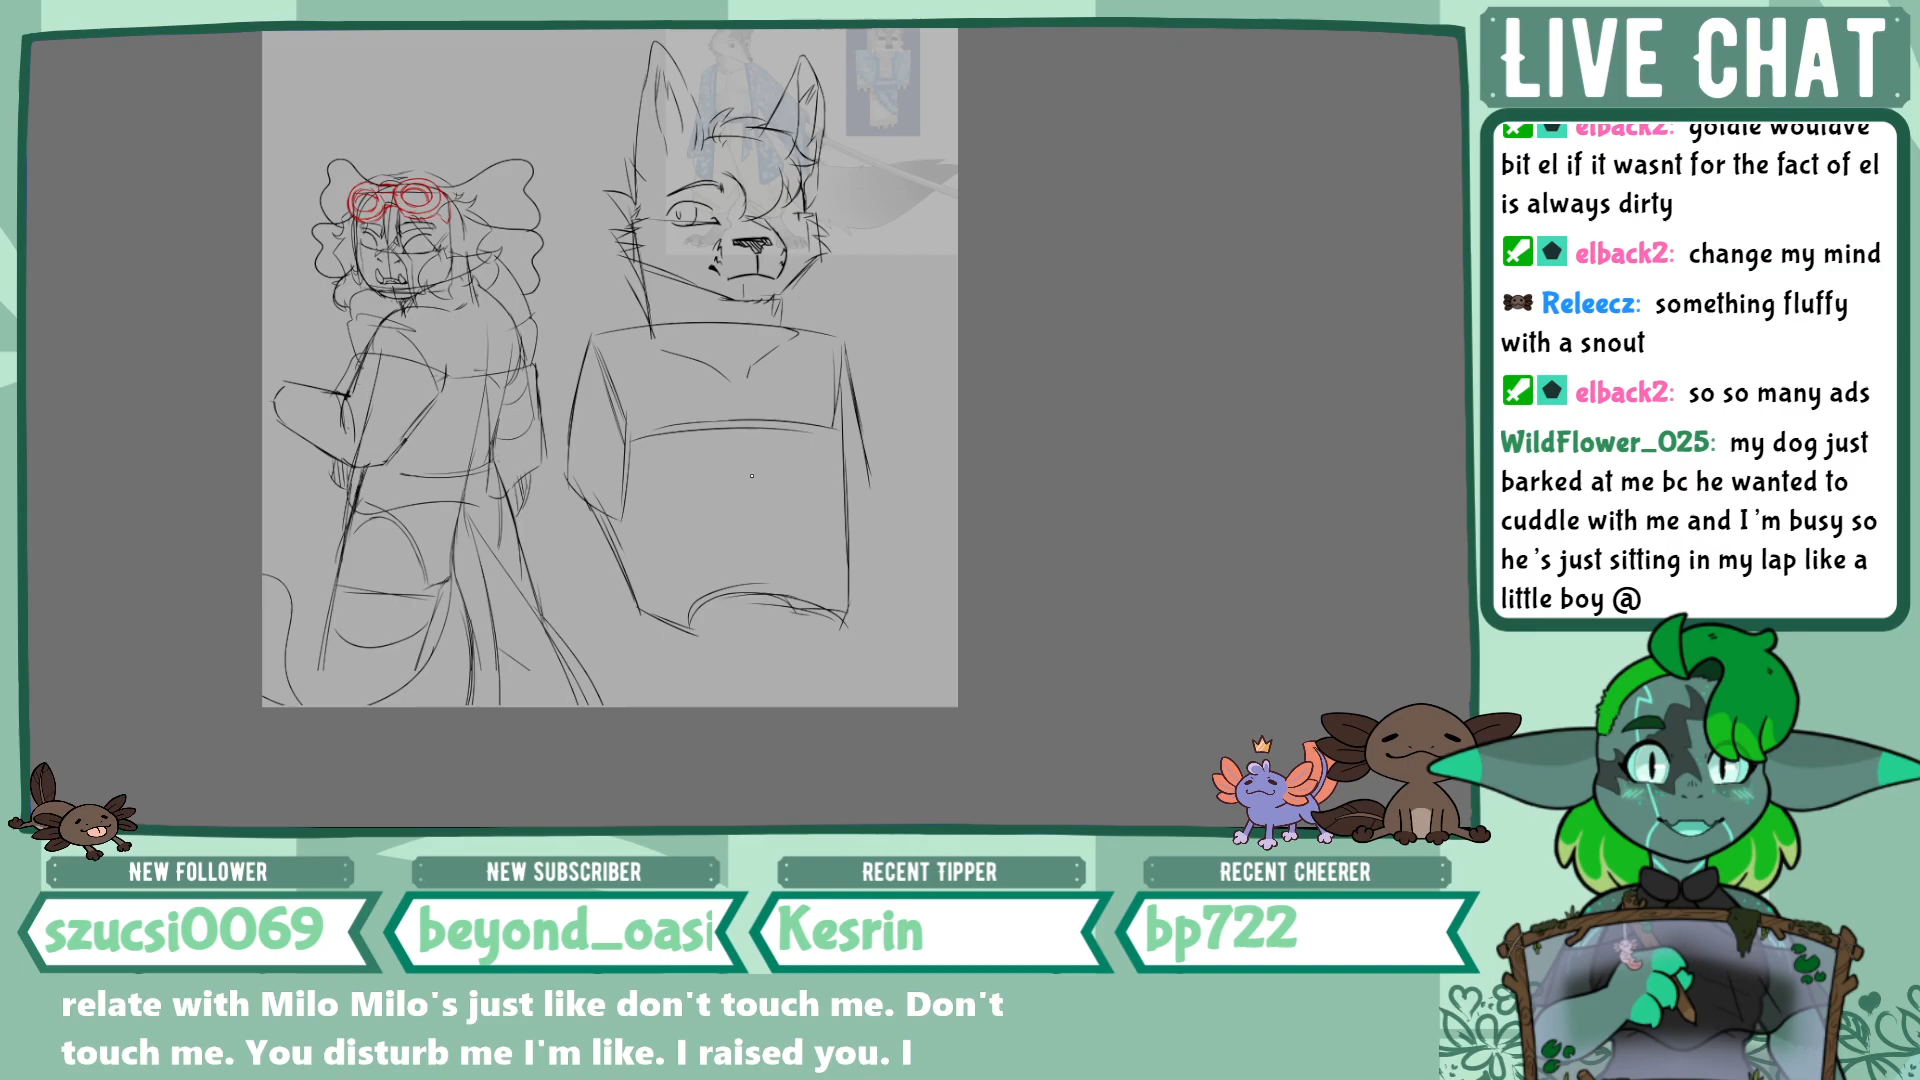 LIVE CHAT
elback2: goldie wouldve
bit el if it wasnt for the fact of el
is always dirty
elback2: change my mind
Releecz: something fluffy
with a snout
elback2: so so many ads
WildFlower_025: my dog just
barked at me bc he wanted to
cuddle with me and I'm busy so
he's just sitting in my lap like a
little boy @
NEW FOLLOWER
NEW SUBSCRIBER
RECENT TIPPER
RECENT CHEERER
szucsi0069
beyond_oasi
Kesrin
bp722
relate with Milo Milo's just like don't touch me. Don't
touch me. You disturb me I'm like. I raised you. I